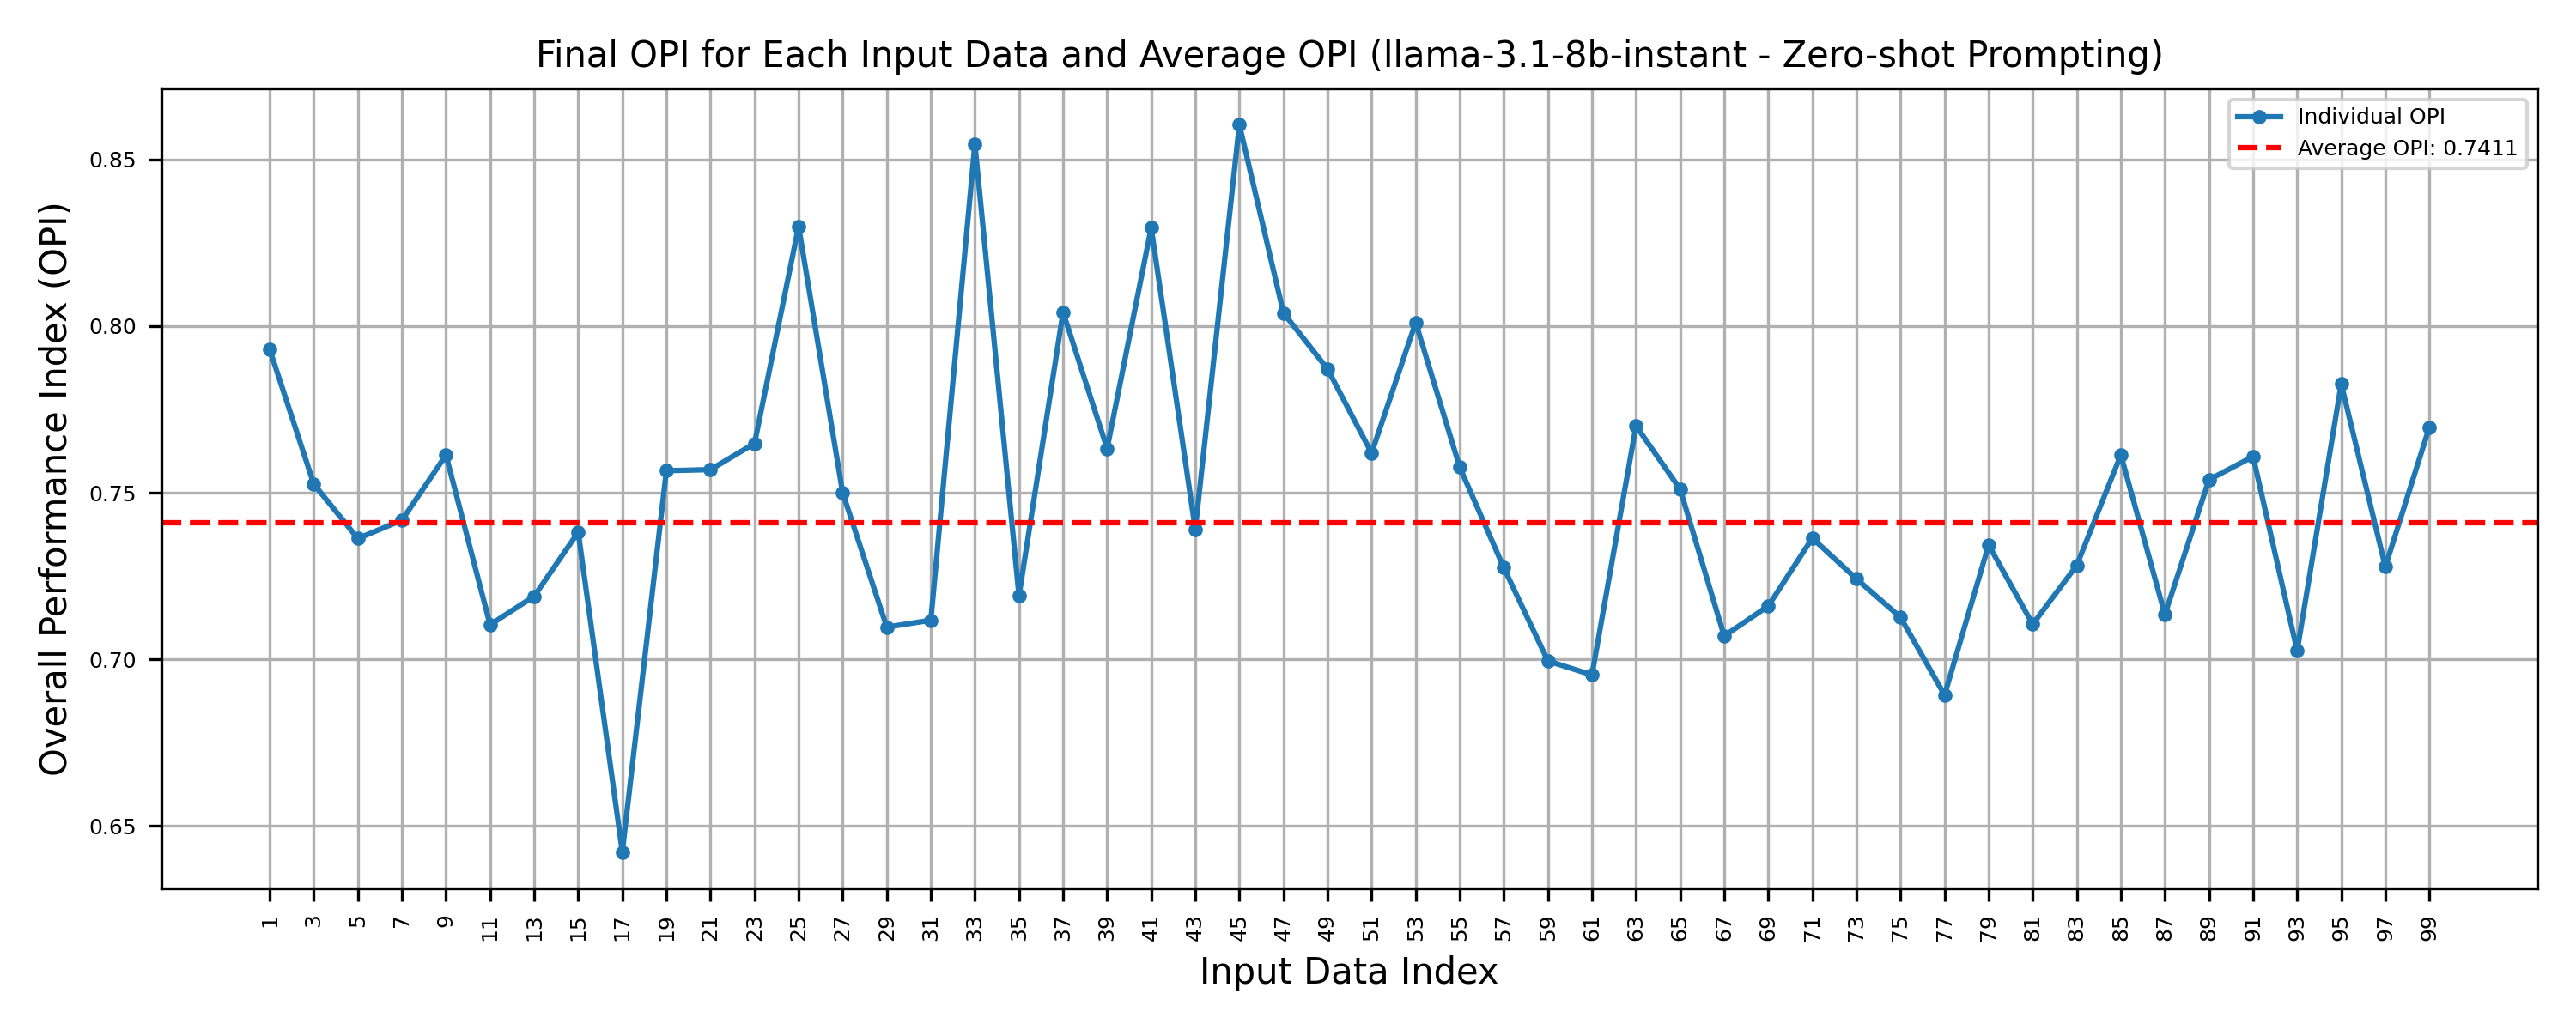 Final OPI for Each Input Data and Average OPI (llama-3.1-8b-instant - Zero-shot Prompting)
Individual OPI
Average OPI: 0.7411
Overall Performance Index (OPI)
0.85
0.80
0.75
0.70
0.65
1 3 5 7 9 11 13 15 17 19 21 23 25 27 29 31 33 35 37 39 41 43 45 47 49 51 53 55 57 59 61 63 65 67 69 71 73 75 77 79 81 83 85 87 89 91 93 95 97 99
Input Data Index